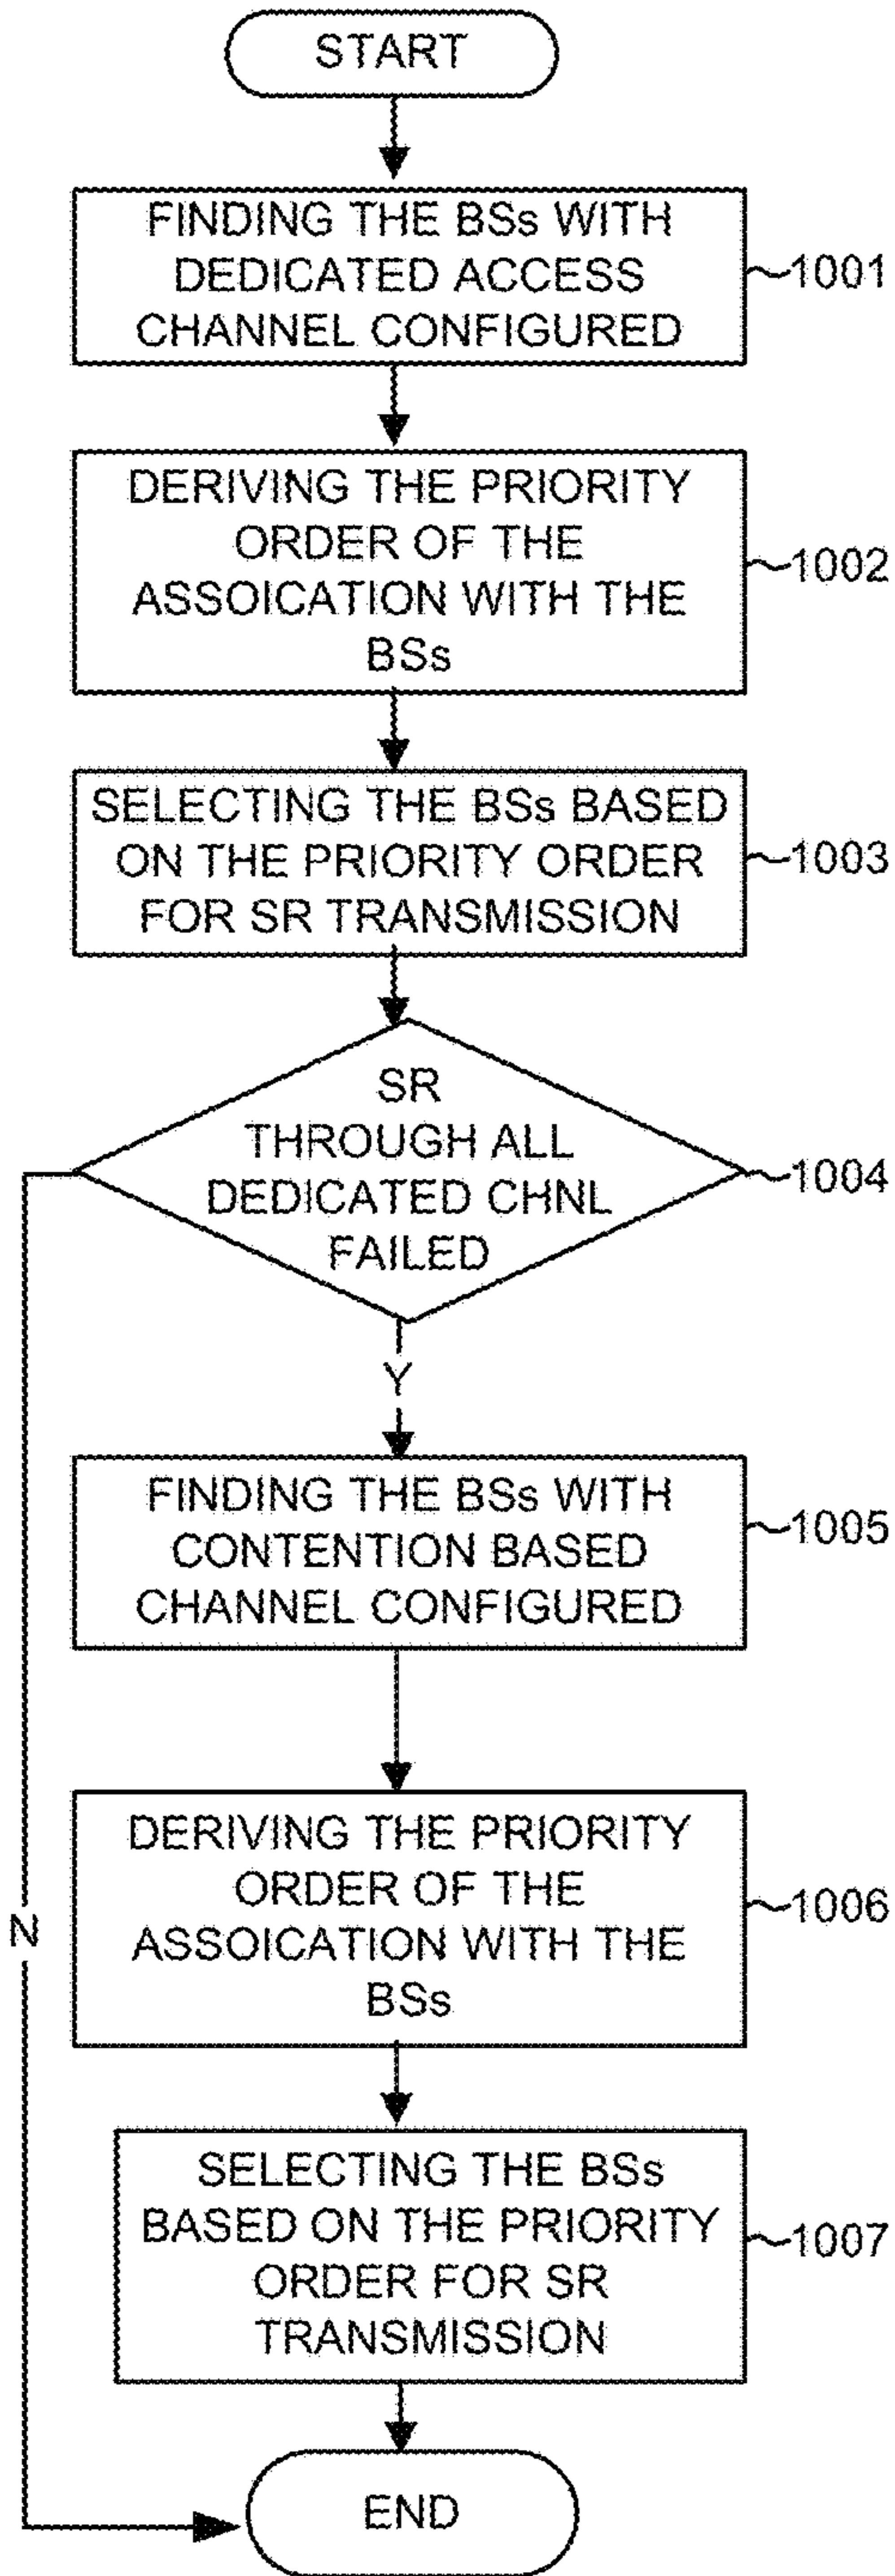 START
FINDING THE BSs WITH
DEDICATED ACCESS
CHANNEL CONFIGURED
1001
DERIVING THE PRIORITY
ORDER OF THE
ASSOICATION WITH THE
BSs
1002
SELECTING THE BSs BASED
ON THE PRIORITY ORDER
FOR SR TRANSMISSION
1003
SR
THROUGH ALL
DEDICATED CHNL
FAILED
1004
Y
FINDING THE BSs WITH
CONTENTION BASED
CHANNEL CONFIGURED
1005
DERIVING THE PRIORITY
ORDER OF THE
ASSOICATION WITH THE
BSs
1006
N
SELECTING THE BSs
BASED ON THE PRIORITY
ORDER FOR SR
TRANSMISSION
1007
END